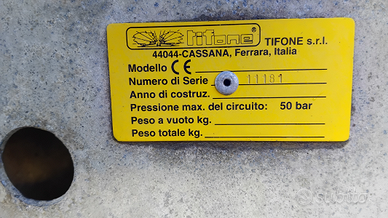 tifone® TIFONE s.r.l.
44044-CASSANA, Ferrara, Italia
Modello CE
Numero di Serie 11181
Anno di costruz.
Pressione max. del circuito: 50 bar
Peso a vuoto kg.
Peso totale kg.